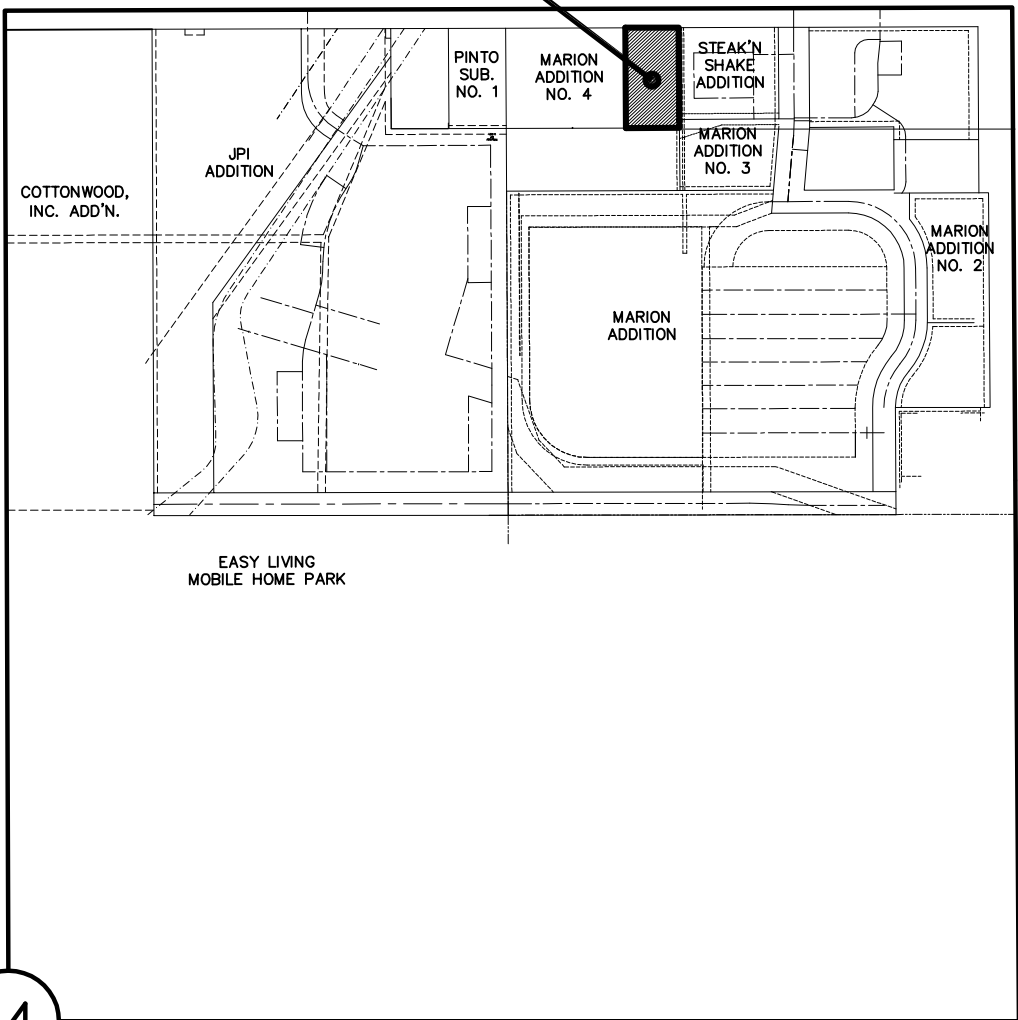 PINTO
SUB.
NO. 1
MARION
ADDITION
NO. 4
STEAK'N
SHAKE
ADDITION
MARION
ADDITION
NO. 3
JPI
ADDITION
COTTONWOOD,
INC. ADD'N.
MARION
ADDITION
NO. 2
MARION
ADDITION
EASY LIVING
MOBILE HOME PARK
4